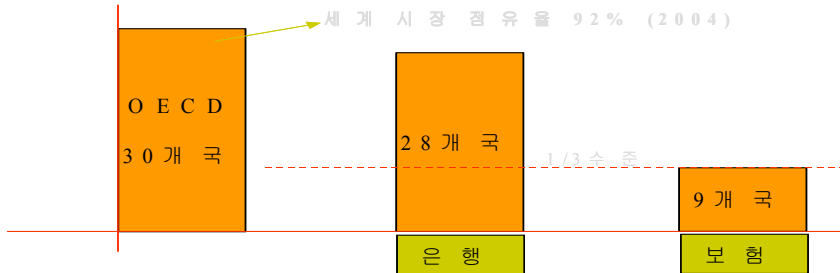 세계 시장 점유율 92% (2004)
OECD
30개 국
28개 국
1/3수준
9개 국
은행
보험